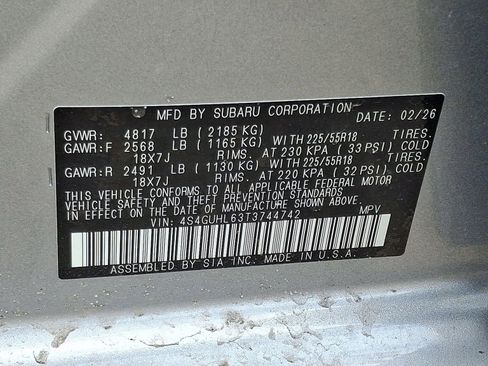 MFD BY SUBARU CORPORATION DATE: 02/26
GVWR: 4817 LB ( 2185 KG)
GAWR:F 2568 LB ( 1165 KG) WITH 225/55R18 TIRES.
18X7J RIMS. AT 230 KPA ( 33 PSI) COLD
GAWR:R 2491 LB ( 1130 KG) WITH 225/55R18 TIRES.
18X7J RIMS. AT 220 KPA ( 32 PSI) COLD
THIS VEHICLE CONFORMS TO ALL APPLICABLE FEDERAL MOTOR
VEHICLE SAFETY AND THEFT PREVENTION STANDARDS
IN EFFECT ON THE DATE OF MANUFACTURE SHOWN ABOVE.
VIN: 4S4GUHL63T3744742 MPV
ASSEMBLED BY SIA INC. MADE IN U.S.A.